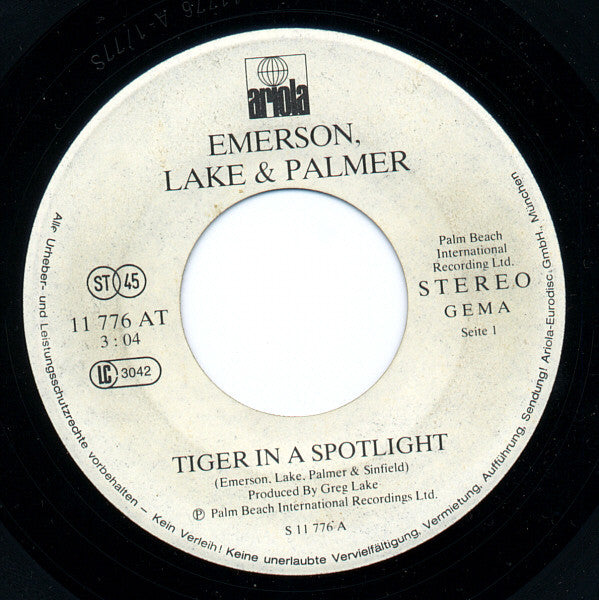 ariola
EMERSON,
LAKE & PALMER
Palm Beach
International
Recording Ltd.
STEREO
GEMA
Seite 1
ST 45
11 776 AT
3:04
LC 3042
TIGER IN A SPOTLIGHT
(Emerson, Lake, Palmer & Sinfield)
Produced By Greg Lake
℗ Palm Beach International Recordings Ltd.
S 11 776 A
Alle Urheber- und Leistungsschutzrechte vorbehalten – Kein Verleih! Keine unerlaubte Vervielfältigung, Vermietung, Aufführung, Sendung! Ariola-Eurodisc GmbH., München